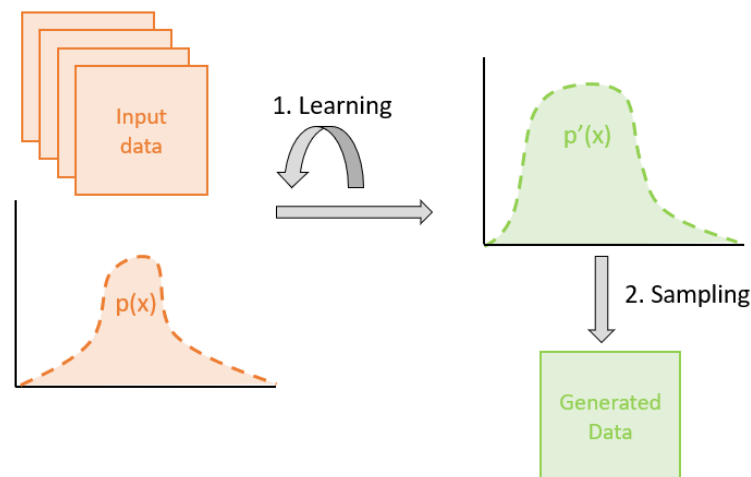 Input
data
1. Learning
p(x)
p’(x)
2. Sampling
Generated
Data